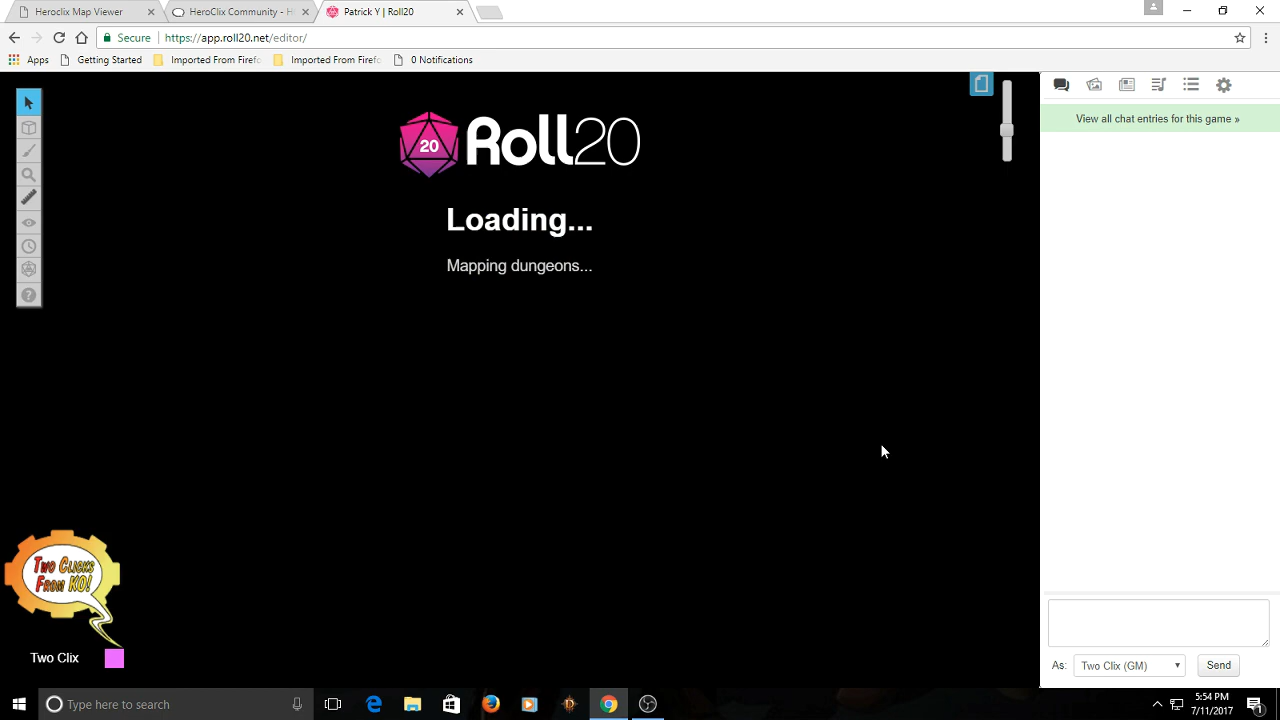 Heroclix Map Viewer
HeroClix Community - H
Patrick Y | Roll20
Secure
https://app.roll20.net/editor/
Apps
Getting Started
Imported From Firefo
Imported From Firefo
0 Notifications
View all chat entries for this game »
20
Roll20
Loading...
Mapping dungeons...
?
Two Clicks
From KO!
Two Clix
As:
Two Clix (GM)
Send
Type here to search
5:54 PM
7/11/2017
1